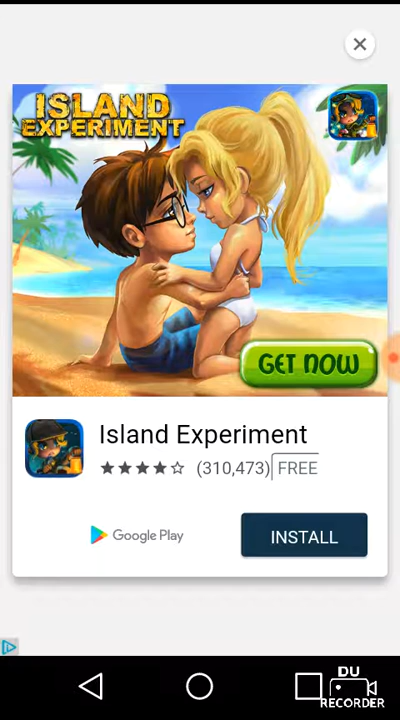 ISLAND
EXPERIMENT
GET NOW
Island Experiment
(310,473) FREE
Google Play
INSTALL
DU
RECORDER